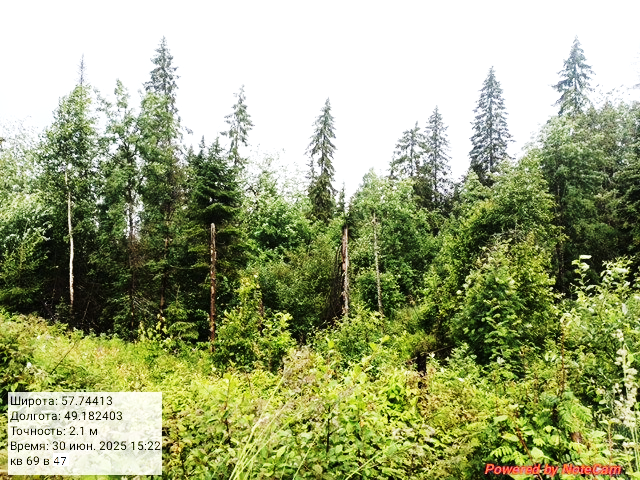 Широта: 57.74413
Долгота: 49.182403
Точность: 2.1 м
Время: 30 июн. 2025 15:22
кв 69 в 47
Powered by NoteCam